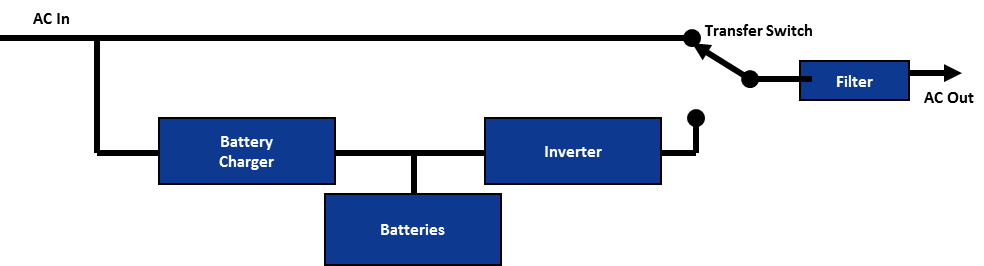 AC In
Transfer Switch
Filter
AC Out
Battery
Charger
Inverter
Batteries